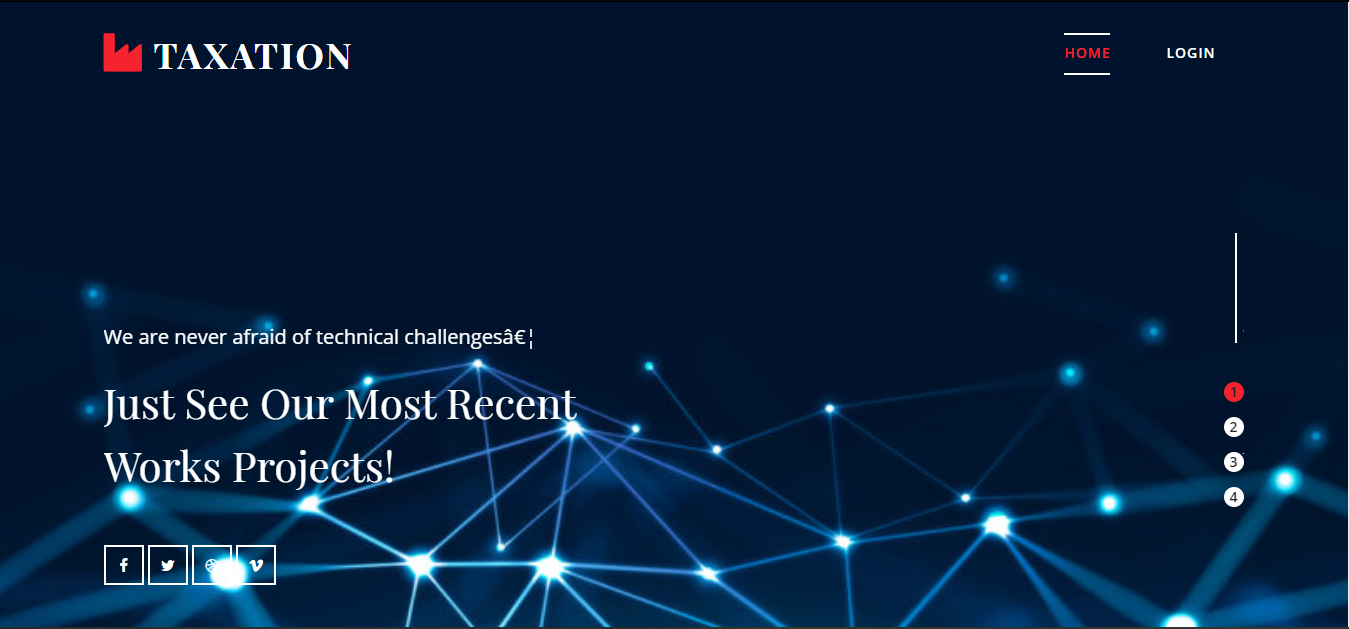 TAXATION
HOME
LOGIN
We are never afraid of technical challengesâ€¦
Just See Our Most Recent
Works Projects!
1
2
3
4